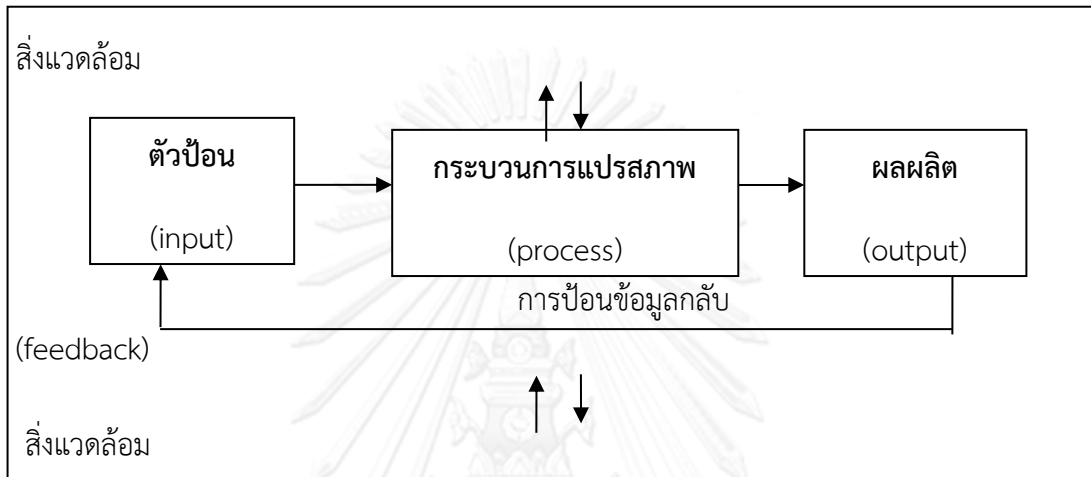 สิ่งแวดล้อม
ตัวป้อน
(input)
กระบวนการแปรสภาพ
(process)
ผลผลิต
(output)
การป้อนข้อมูลกลับ
(feedback)
สิ่งแวดล้อม